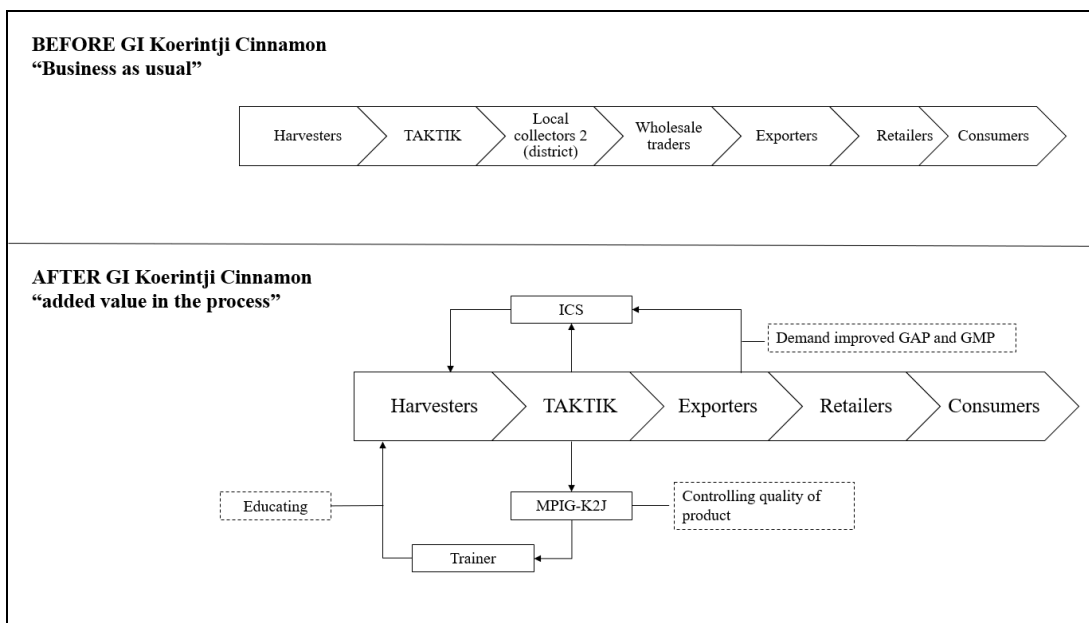 BEFORE GI Koerintji Cinnamon
“Business as usual”
Harvesters
TAKTIK
Local
collectors 2
(district)
Wholesale
traders
Exporters
Retailers
Consumers
AFTER GI Koerintji Cinnamon
“added value in the process”
ICS
Demand improved GAP and GMP
Harvesters
TAKTIK
Exporters
Retailers
Consumers
Educating
MPIG-K2J
Controlling quality of
product
Trainer